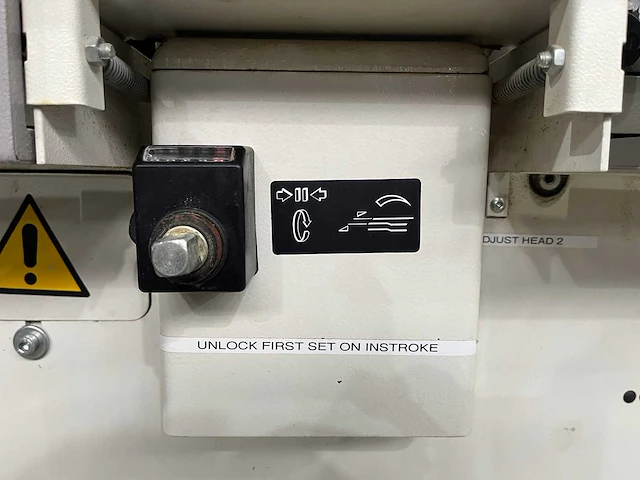 DJUST HEAD 2
UNLOCK FIRST SET ON INSTROKE